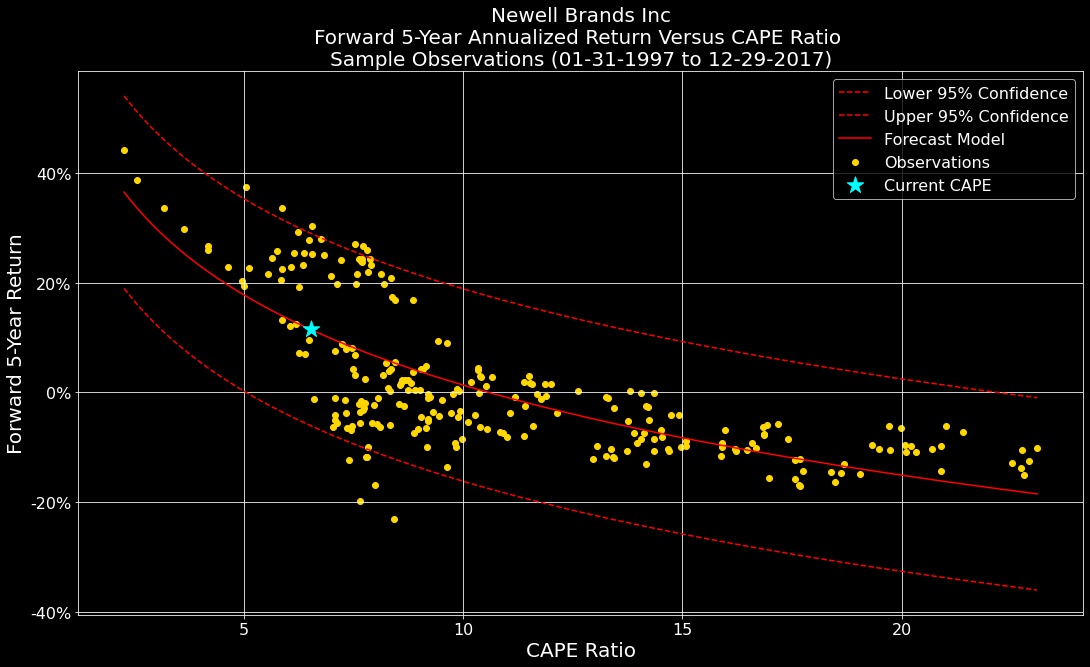 Newell Brands Inc
Forward 5-Year Annualized Return Versus CAPE Ratio
Sample Observations (01-31-1997 to 12-29-2017)
Lower 95% Confidence
Upper 95% Confidence
Forecast Model
Observations
Current CAPE
Forward 5-Year Return
40%
20%
0%
-20%
-40%
5
10
15
20
CAPE Ratio